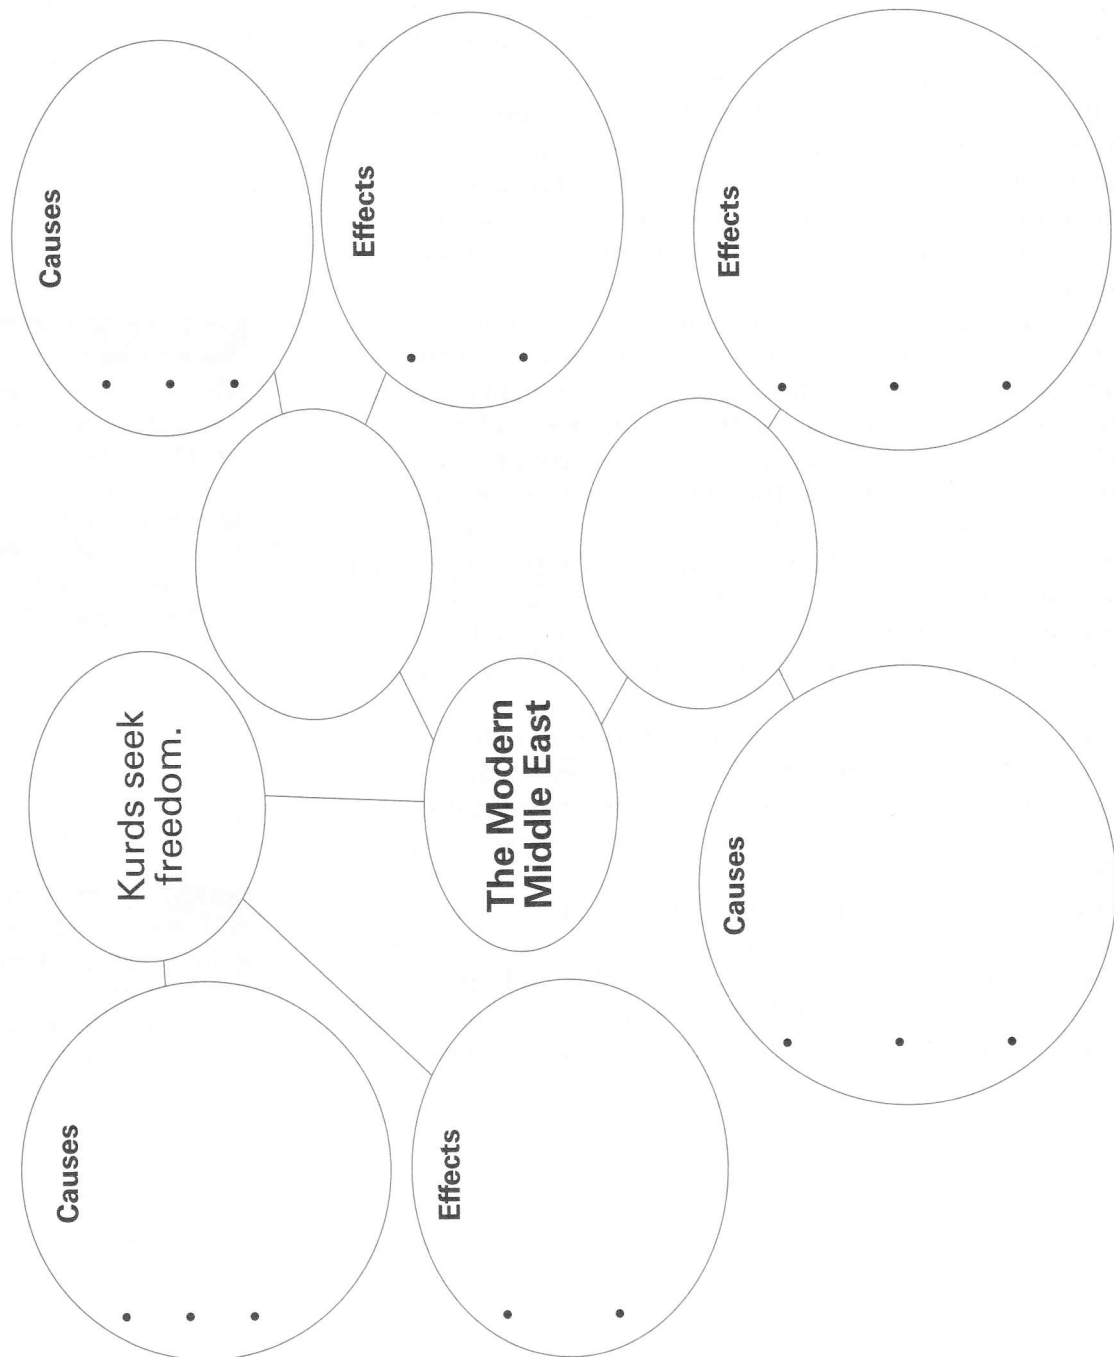 Causes
•
•
•
Kurds seek
freedom.
Causes
•
•
•
Effects
•
•
The Modern
Middle East
Effects
•
•
Causes
•
•
•
Effects
•
•
•